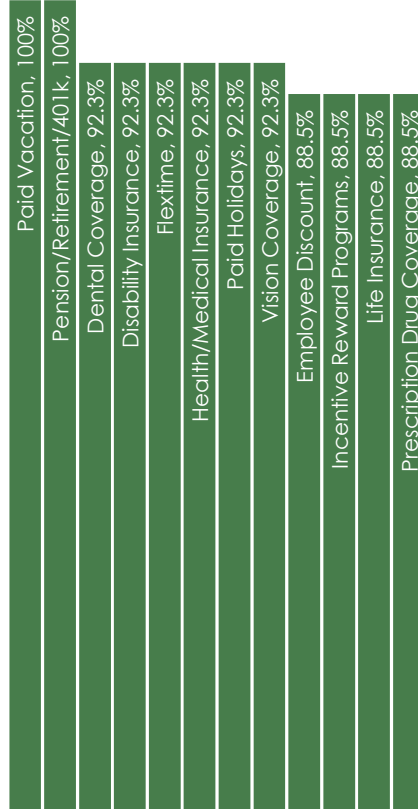 Paid Vacation, 100%
Pension/Retirement/401k, 100%
Dental Coverage, 92.3%
Disability Insurance, 92.3%
Flextime, 92.3%
Health/Medical Insurance, 92.3%
Paid Holidays, 92.3%
Vision Coverage, 92.3%
Employee Discount, 88.5%
Incentive Reward Programs, 88.5%
Life Insurance, 88.5%
Prescription Drug Coverage, 88.5%